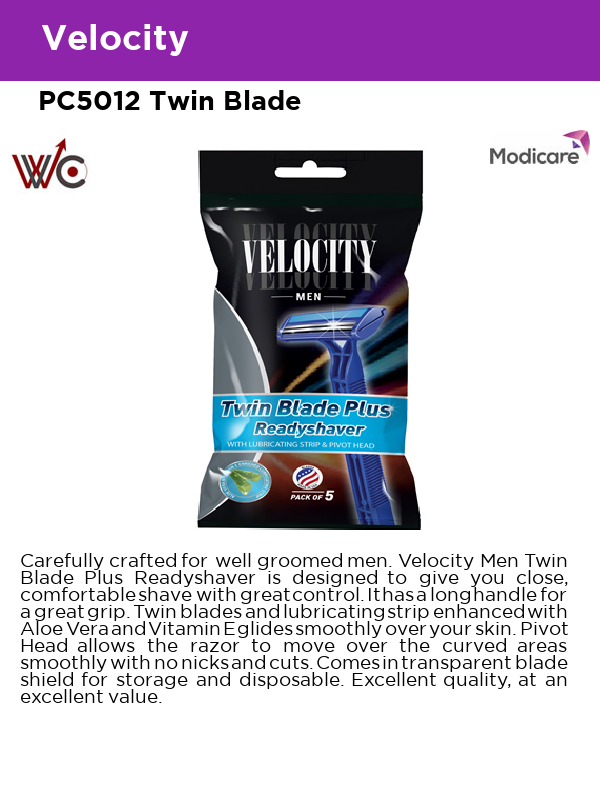 Velocity
PC5012 Twin Blade
WC
Modicare
VELOCITY
MEN
Twin Blade Plus
Readyshaver
WITH LUBRICATING STRIP & PIVOT HEAD
PACK OF 5
Carefully crafted for well groomed men. Velocity Men Twin
Blade Plus Readyshaver is designed to give you close,
comfortable shave with great control. It has a long handle for
a great grip. Twin blades and lubricating strip enhanced with
Aloe Vera and Vitamin E glides smoothly over your skin. Pivot
Head allows the razor to move over the curved areas
smoothly with no nicks and cuts. Comes in transparent blade
shield for storage and disposable. Excellent quality, at an
excellent value.